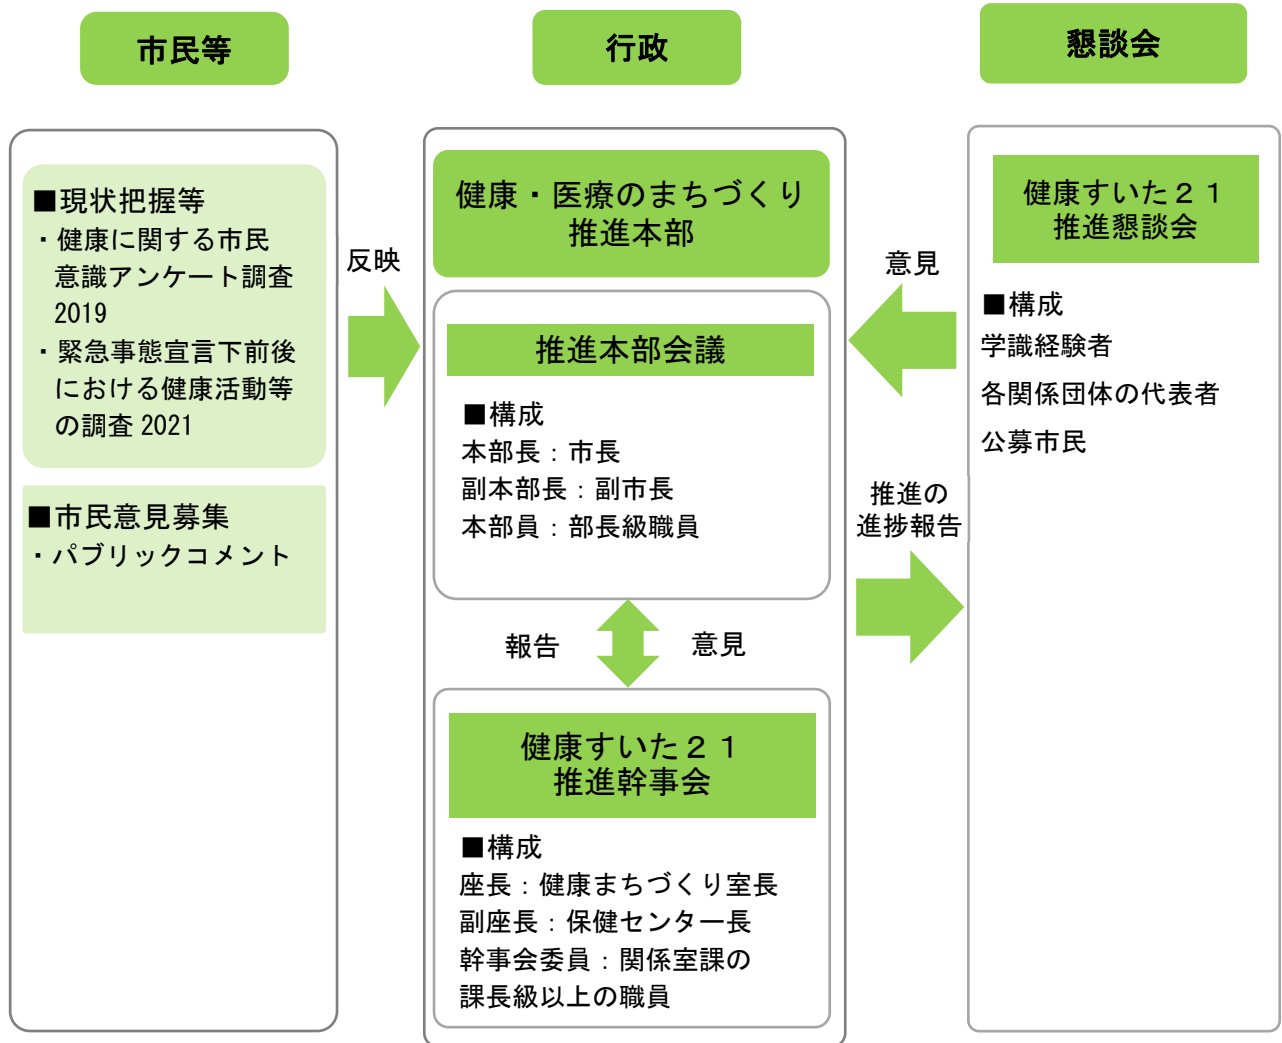 市民等
行政
懇談会
■現状把握等
・健康に関する市民
意識アンケート調査
2019
・緊急事態宣言下前後
における健康活動等
の調査 2021
■市民意見募集
・パブリックコメント
反映
健康・医療のまちづくり
推進本部
推進本部会議
■構成
本部長：市長
副本部長：副市長
本部員：部長級職員
報告
意見
健康すいた２１
推進幹事会
■構成
座長：健康まちづくり室長
副座長：保健センター長
幹事会委員：関係室課の
課長級以上の職員
意見
推進の
進捗報告
健康すいた２１
推進懇談会
■構成
学識経験者
各関係団体の代表者
公募市民